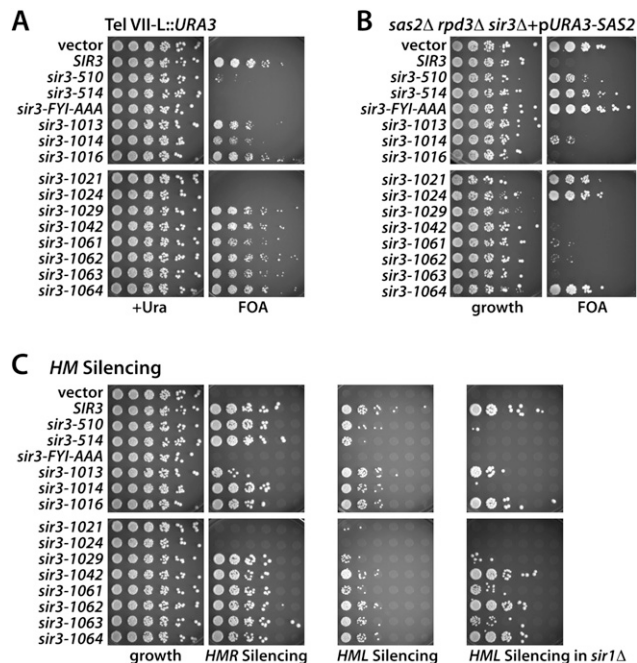 A
Tel VII-L::URA3
vector
SIR3
sir3-510
sir3-514
sir3-FYI-AAA
sir3-1013
sir3-1014
sir3-1016
sir3-1021
sir3-1024
sir3-1029
sir3-1042
sir3-1061
sir3-1062
sir3-1063
sir3-1064
+Ura
FOA
B
sas2Δ rpd3Δ sir3Δ+pURA3-SAS2
vector
SIR3
sir3-510
sir3-514
sir3-FYI-AAA
sir3-1013
sir3-1014
sir3-1016
sir3-1021
sir3-1024
sir3-1029
sir3-1042
sir3-1061
sir3-1062
sir3-1063
sir3-1064
growth
FOA
C
HM Silencing
vector
SIR3
sir3-510
sir3-514
sir3-FYI-AAA
sir3-1013
sir3-1014
sir3-1016
sir3-1021
sir3-1024
sir3-1029
sir3-1042
sir3-1061
sir3-1062
sir3-1063
sir3-1064
growth
HMR Silencing
HML Silencing
HML Silencing in sir1Δ